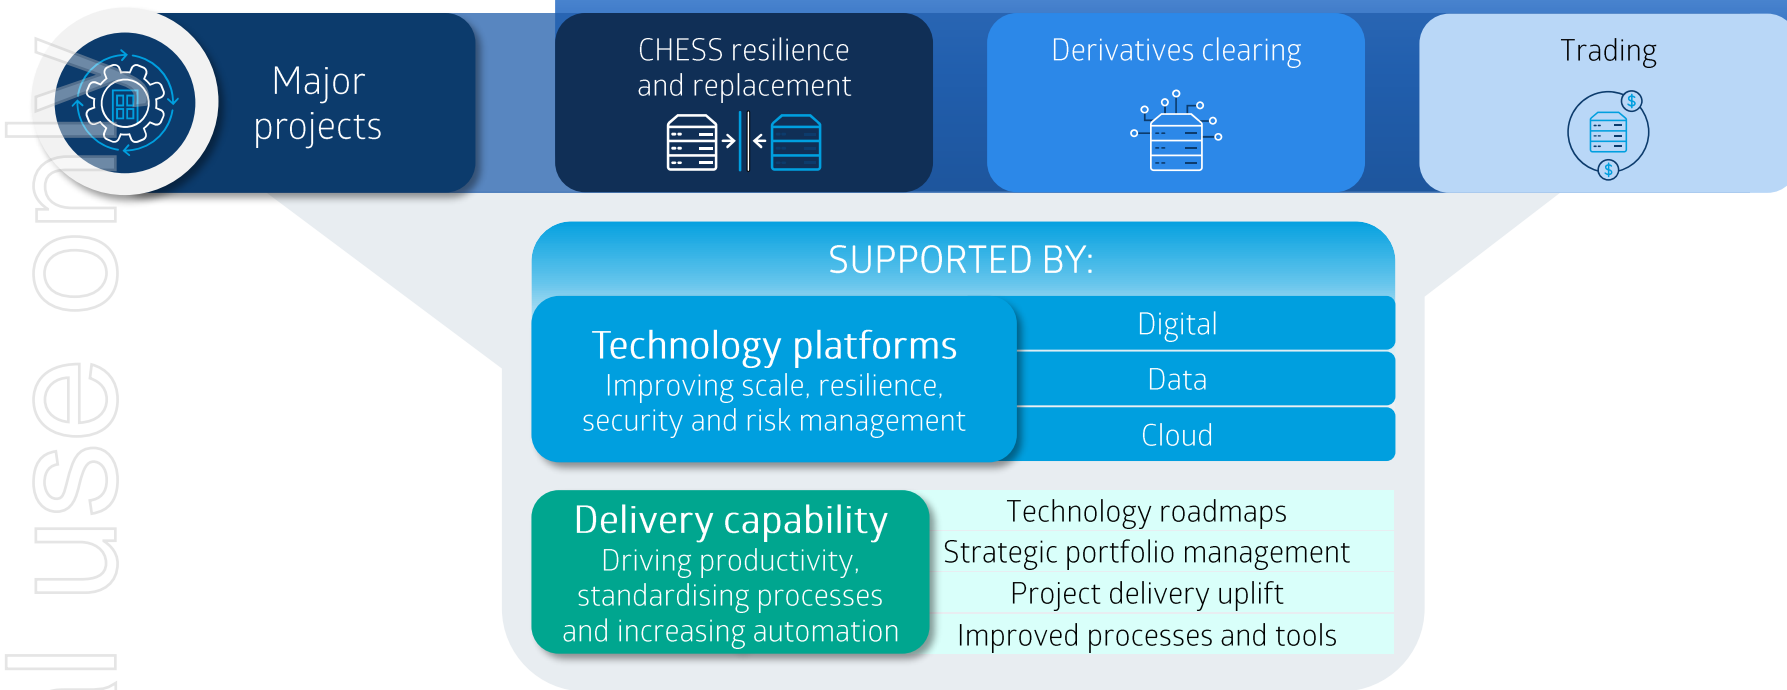 Major
projects
CHESS resilience
and replacement
Derivatives clearing
Trading
$
$
SUPPORTED BY:
Technology platforms
Improving scale, resilience,
security and risk management
Digital
Data
Cloud
Delivery capability
Driving productivity,
standardising processes
and increasing automation
Technology roadmaps
Strategic portfolio management
Project delivery uplift
Improved processes and tools
al use only